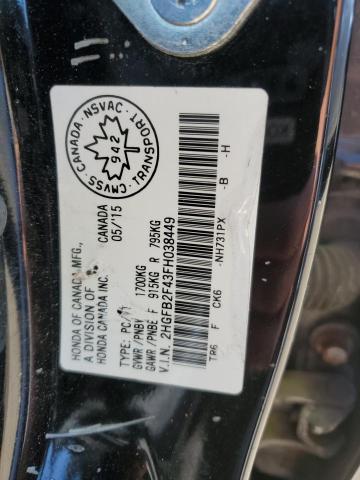 HONDA OF CANADA MFG.,
A DIVISION OF
HONDA CANADA INC.
CANADA
05/'15
TYPE: PC/VP
GVWR/PNBV 1700KG
GAWR/PNBE F 915KG R 795KG
V.I.N. 2HGFB2F43FH038449
TR6 F CK6 -NH731PX -B -H
CANADA · NSVAC · TRANSPORT · CMVSS ·
942